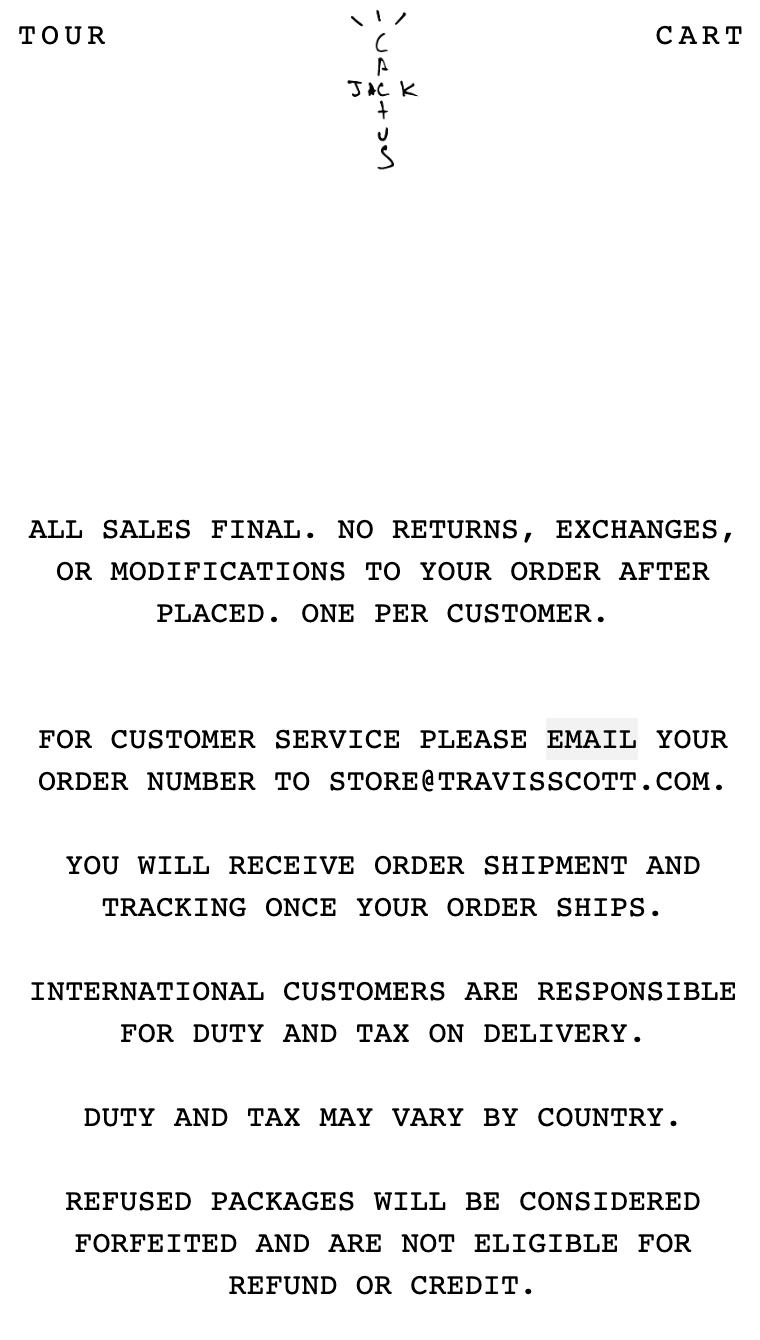 TOUR
CACTUS
JACK
CART
ALL SALES FINAL. NO RETURNS, EXCHANGES,
OR MODIFICATIONS TO YOUR ORDER AFTER
PLACED. ONE PER CUSTOMER.
FOR CUSTOMER SERVICE PLEASE EMAIL YOUR
ORDER NUMBER TO STORE@TRAVISSCOTT.COM.
YOU WILL RECEIVE ORDER SHIPMENT AND
TRACKING ONCE YOUR ORDER SHIPS.
INTERNATIONAL CUSTOMERS ARE RESPONSIBLE
FOR DUTY AND TAX ON DELIVERY.
DUTY AND TAX MAY VARY BY COUNTRY.
REFUSED PACKAGES WILL BE CONSIDERED
FORFEITED AND ARE NOT ELIGIBLE FOR
REFUND OR CREDIT.